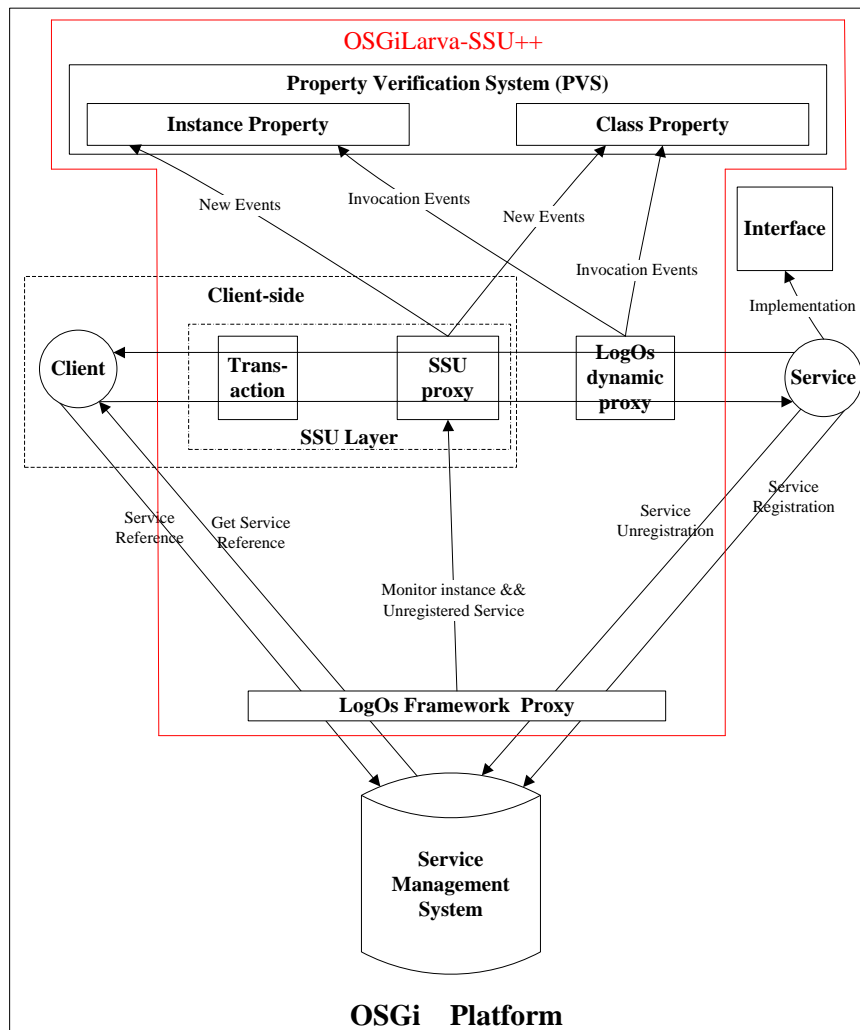 OSGiLarva-SSU++
Property Verification System (PVS)
Instance Property
Class Property
New Events
Invocation Events
New Events
Invocation Events
Interface
Implementation
Client-side
Client
Trans-
action
SSU
proxy
LogOs
dynamic
proxy
Service
SSU Layer
Service
Reference
Get Service
Reference
Service
Unregistration
Service
Registration
Monitor instance &&
Unregistered Service
LogOs Framework Proxy
Service
Management
System
OSGi Platform